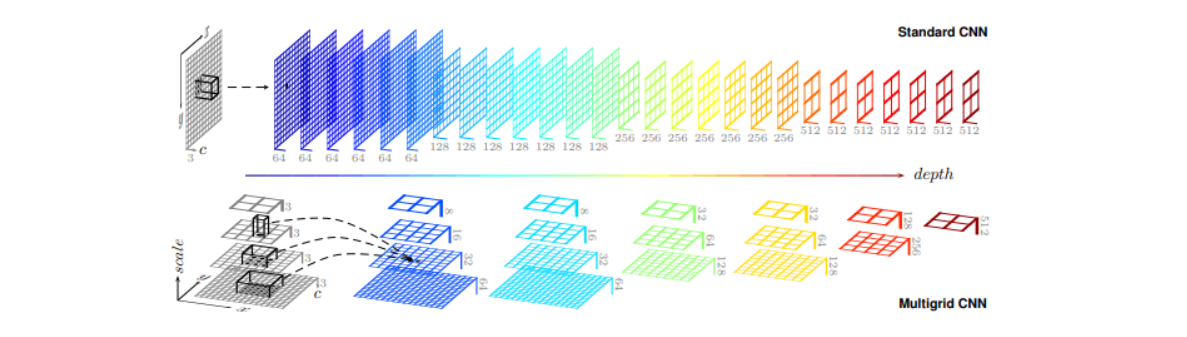 Standard CNN
c
3
64 64 64 64 64 64
128 128 128 128 128 128 128
256 256 256 256 256 256 256
512 512 512 512 512 512 512
depth
3 8 8 32 32 128 512
3 16 16 64 64 256
3 32 32 128 128
3 64 64
scale
x
c
Multigrid CNN